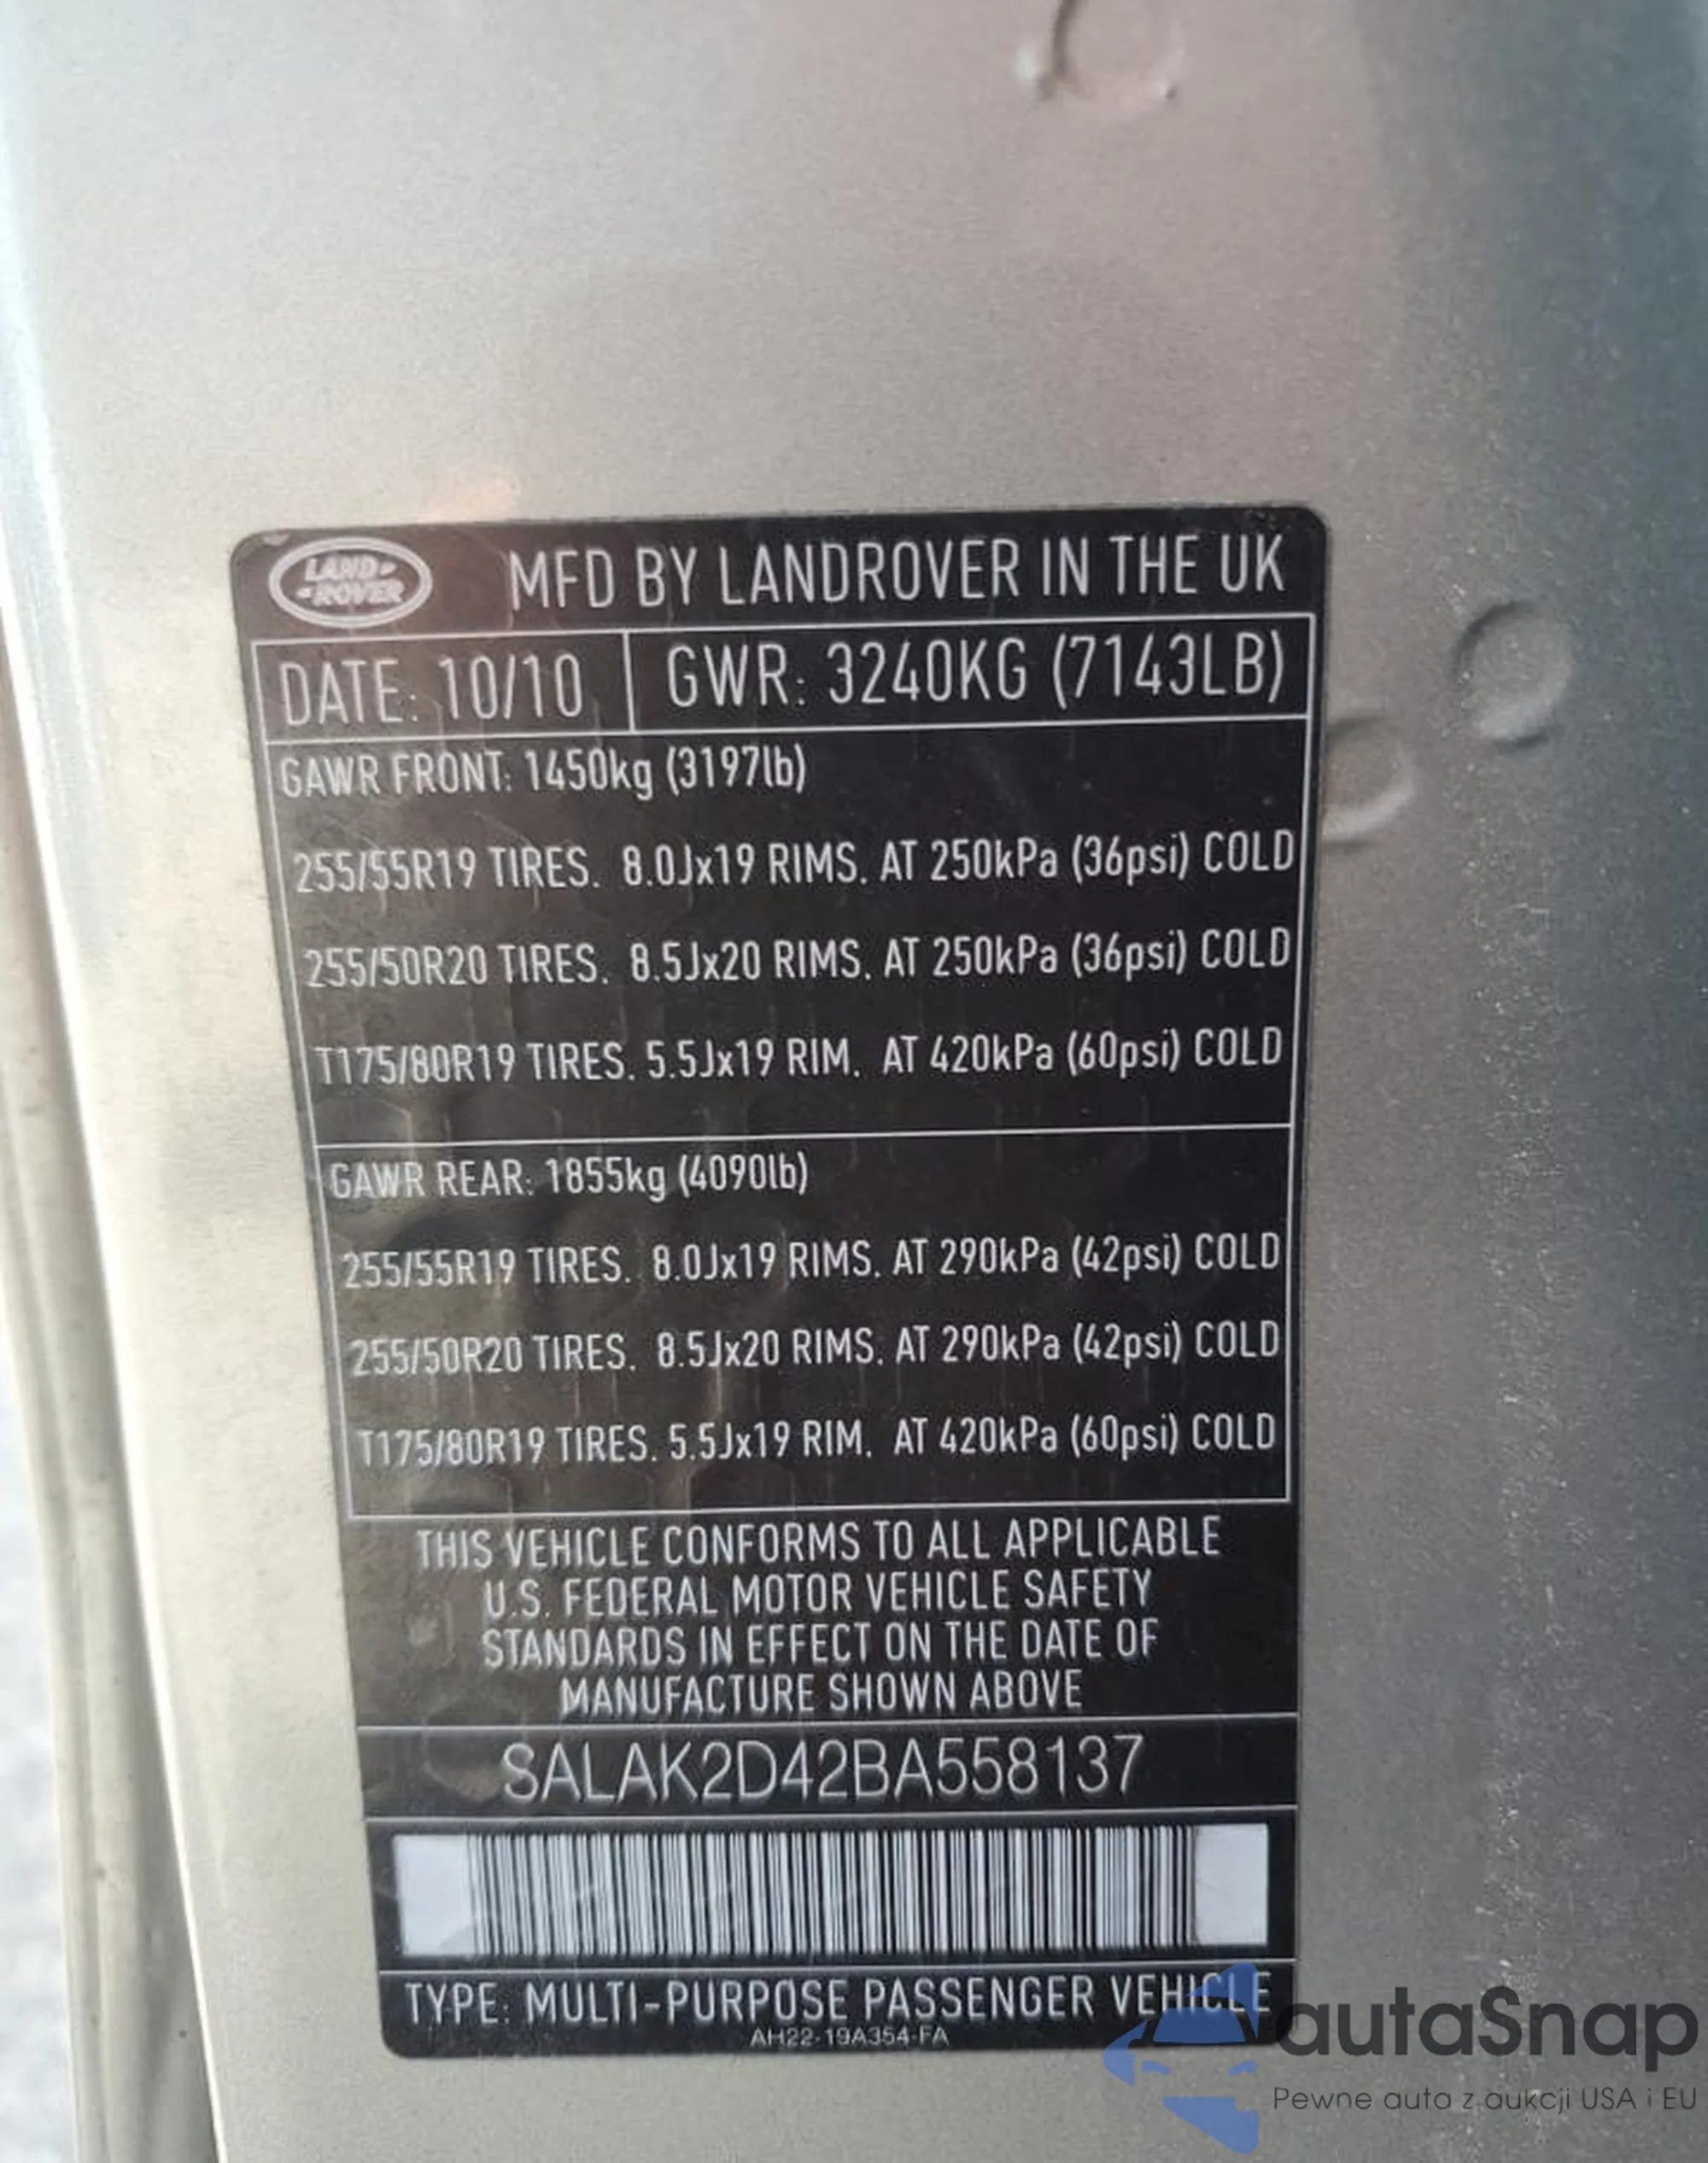 LAND ROVER
MFD BY LANDROVER IN THE UK
DATE: 10/10
GWR: 3240KG (7143LB)
GAWR FRONT: 1450kg (3197lb)
255/55R19 TIRES. 8.0Jx19 RIMS. AT 250kPa (36psi) COLD
255/50R20 TIRES. 8.5Jx20 RIMS. AT 250kPa (36psi) COLD
T175/80R19 TIRES. 5.5Jx19 RIM. AT 420kPa (60psi) COLD
GAWR REAR: 1855kg (4090lb)
255/55R19 TIRES. 8.0Jx19 RIMS. AT 290kPa (42psi) COLD
255/50R20 TIRES. 8.5Jx20 RIMS. AT 290kPa (42psi) COLD
T175/80R19 TIRES. 5.5Jx19 RIM. AT 420kPa (60psi) COLD
THIS VEHICLE CONFORMS TO ALL APPLICABLE
U.S. FEDERAL MOTOR VEHICLE SAFETY
STANDARDS IN EFFECT ON THE DATE OF
MANUFACTURE SHOWN ABOVE
SALAK2D42BA558137
TYPE: MULTI-PURPOSE PASSENGER VEHICLE
AH22-19A354-FA
autaSnap
Pewne auta z aukcji USA i EU